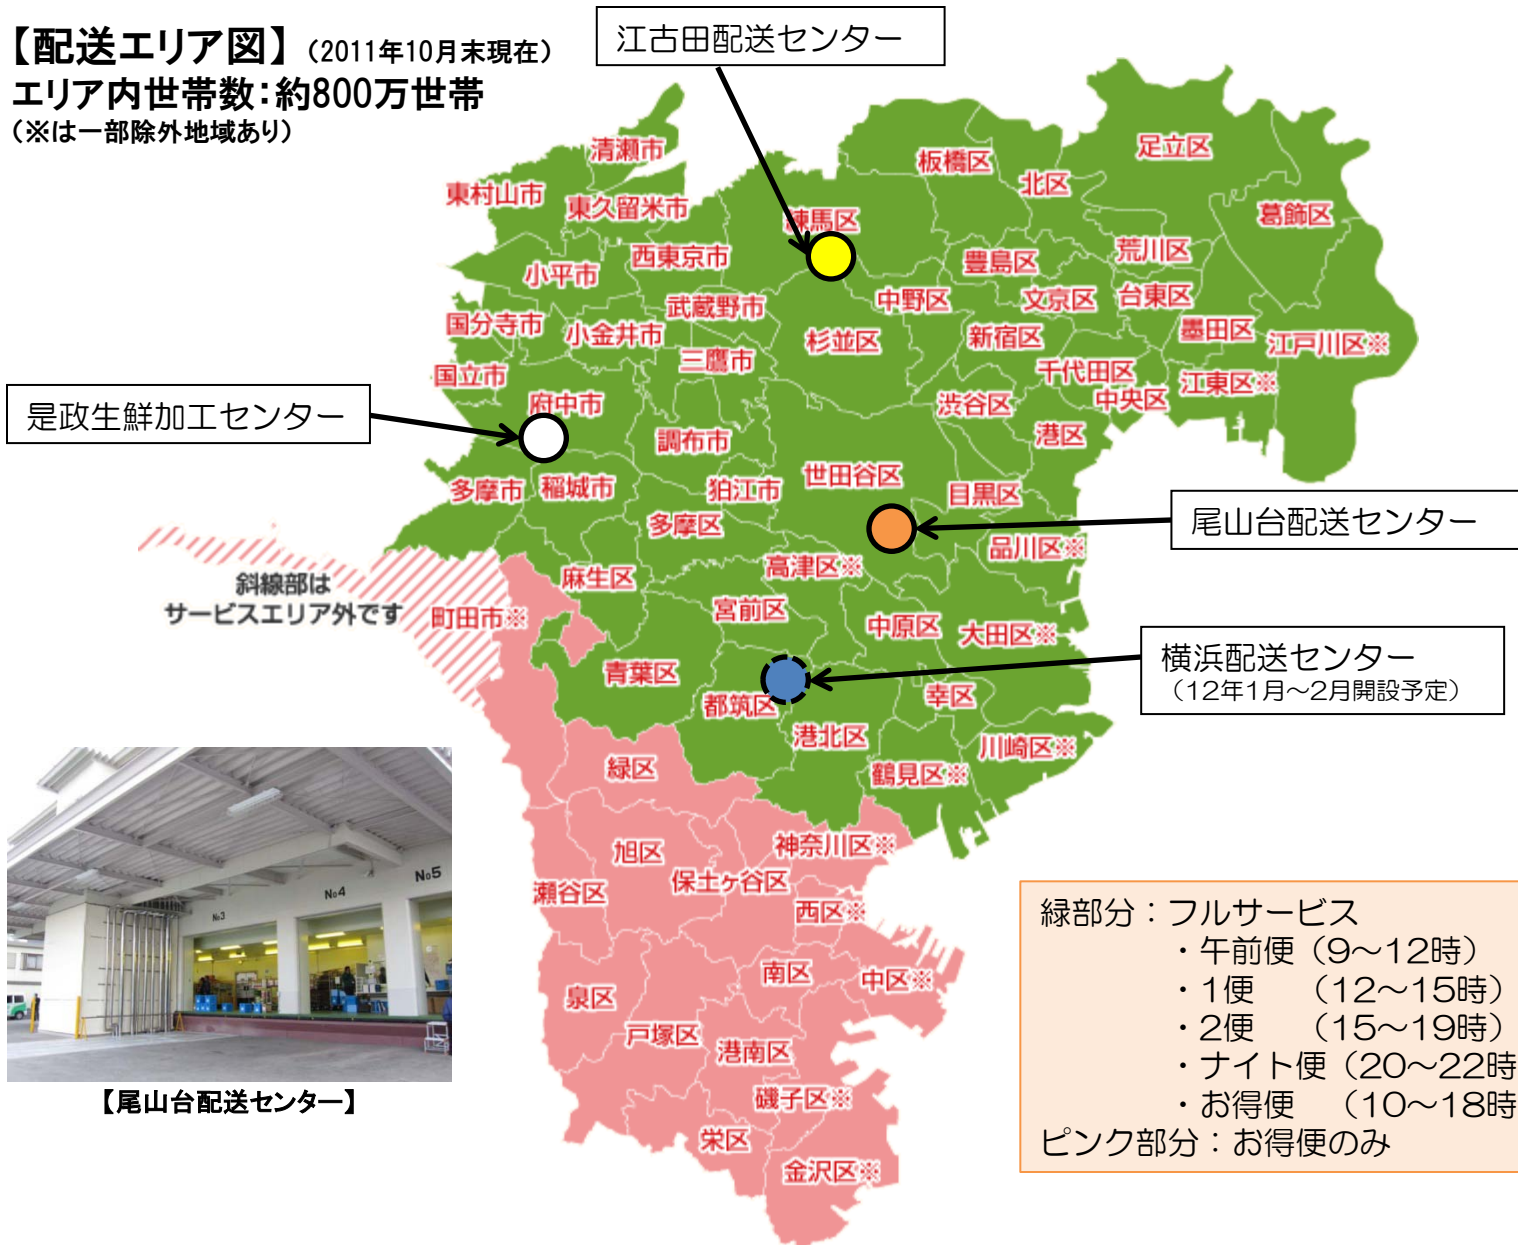 【配送エリア図】（2011年10月末現在）
エリア内世帯数：約800万世帯
（※は一部除外地域あり）
江古田配送センター
清瀬市
東村山市
東久留米市
板橋区
北区
足立区
葛飾区
練馬区
小平市
西東京市
豊島区
荒川区
武蔵野市
中野区
文京区
台東区
国分寺市
小金井市
杉並区
新宿区
墨田区
江戸川区※
三鷹市
国立市
千代田区
江東区※
府中市
渋谷区
中央区
是政生鮮加工センター
調布市
港区
多摩市
稲城市
狛江市
世田谷区
目黒区
多摩区
尾山台配送センター
品川区※
高津区※
麻生区
斜線部は
サービスエリア外です
町田市※
宮前区
中原区
大田区※
横浜配送センター
（12年1月～2月開設予定）
青葉区
都筑区
幸区
港北区
川崎区※
鶴見区※
緑区
旭区
神奈川区※
瀬谷区
保土ヶ谷区
西区※
南区
中区※
泉区
戸塚区
港南区
磯子区※
栄区
金沢区※
No3
No4
No5
【尾山台配送センター】
緑部分：フルサービス
・午前便（9～12時）
・1便　（12～15時）
・2便　（15～19時）
・ナイト便（20～22時
・お得便　（10～18時
ピンク部分：お得便のみ